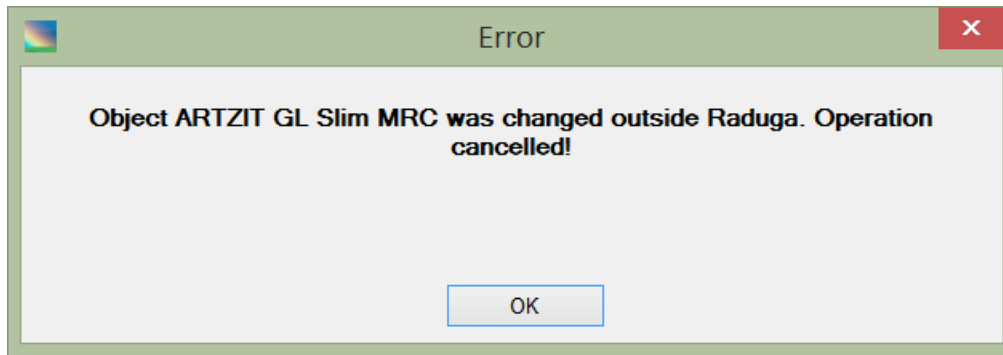 Error
Object ARTZIT GL Slim MRC was changed outside Raduga. Operation
cancelled!
OK